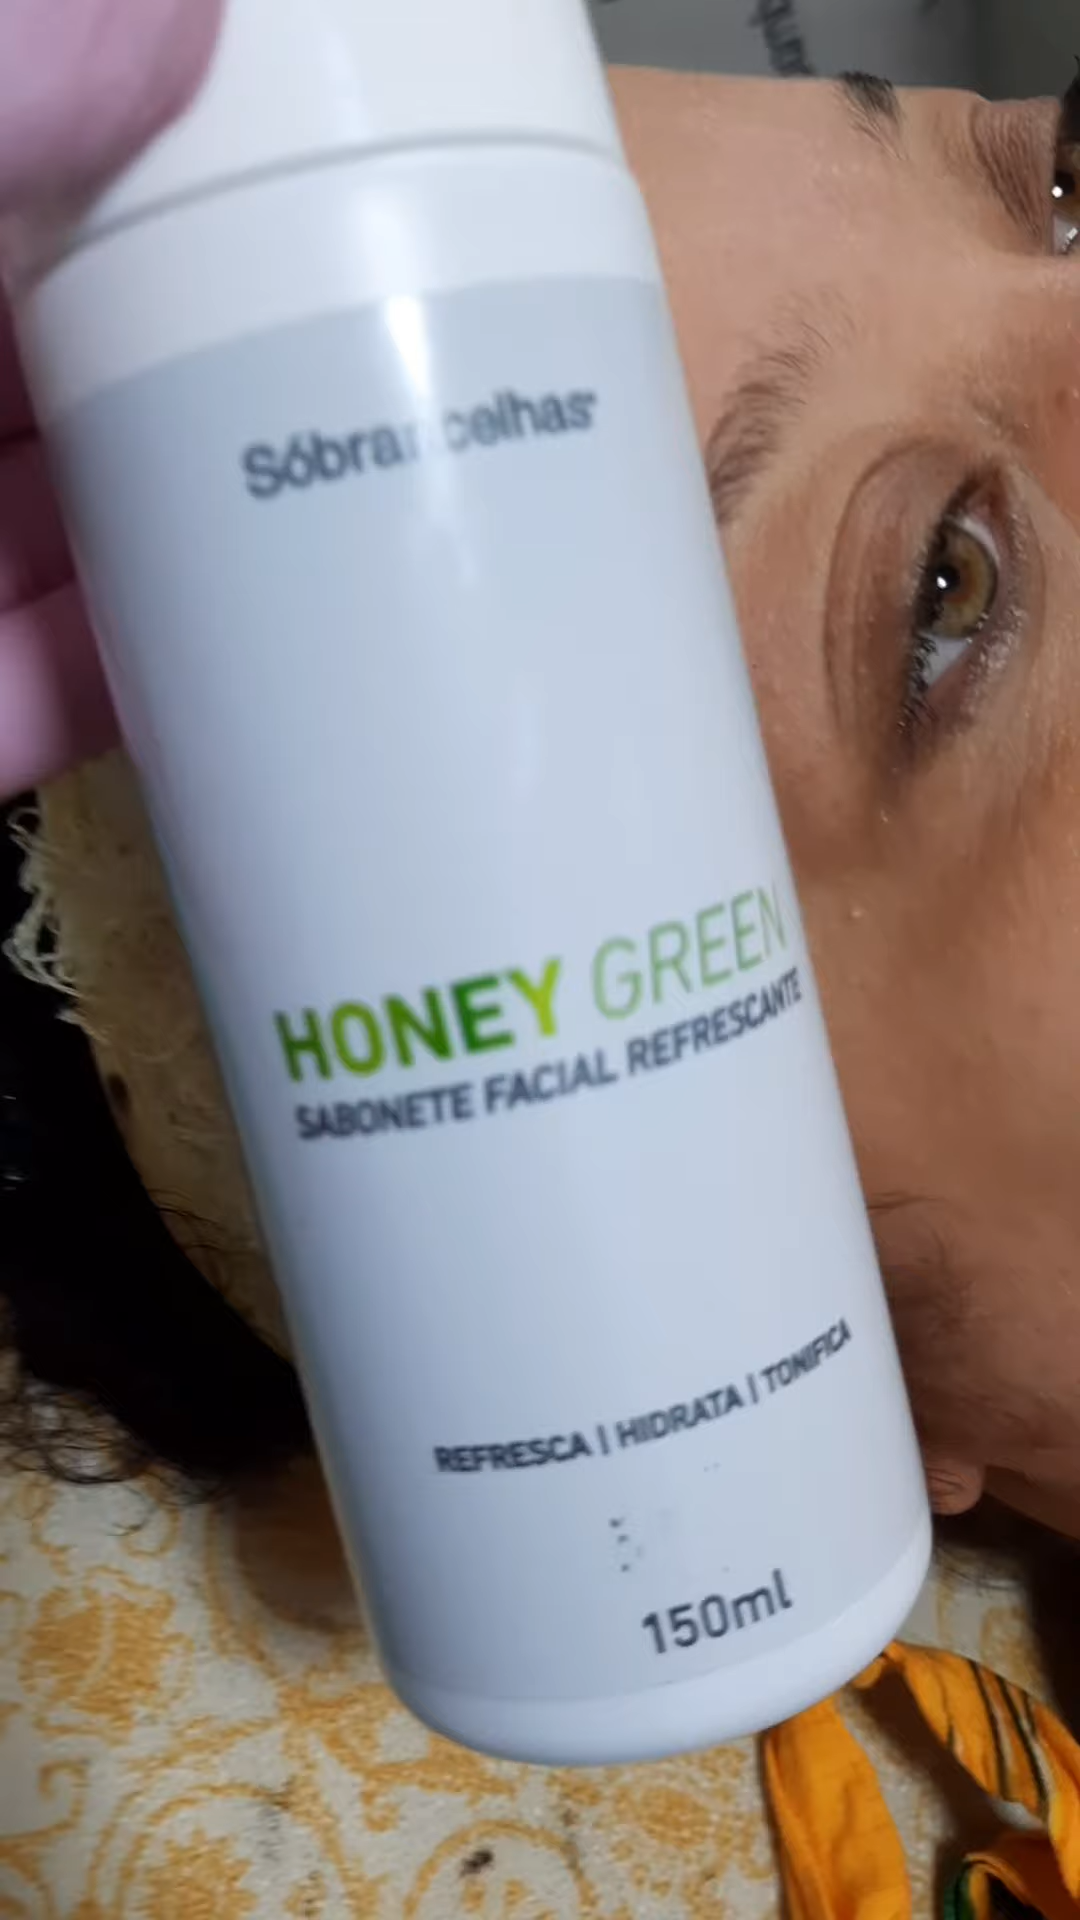 Sóbrancelhas®
HONEY GREEN
SABONETE FACIAL REFRESCANTE
REFRESCA | HIDRATA | TONIFICA
150ml